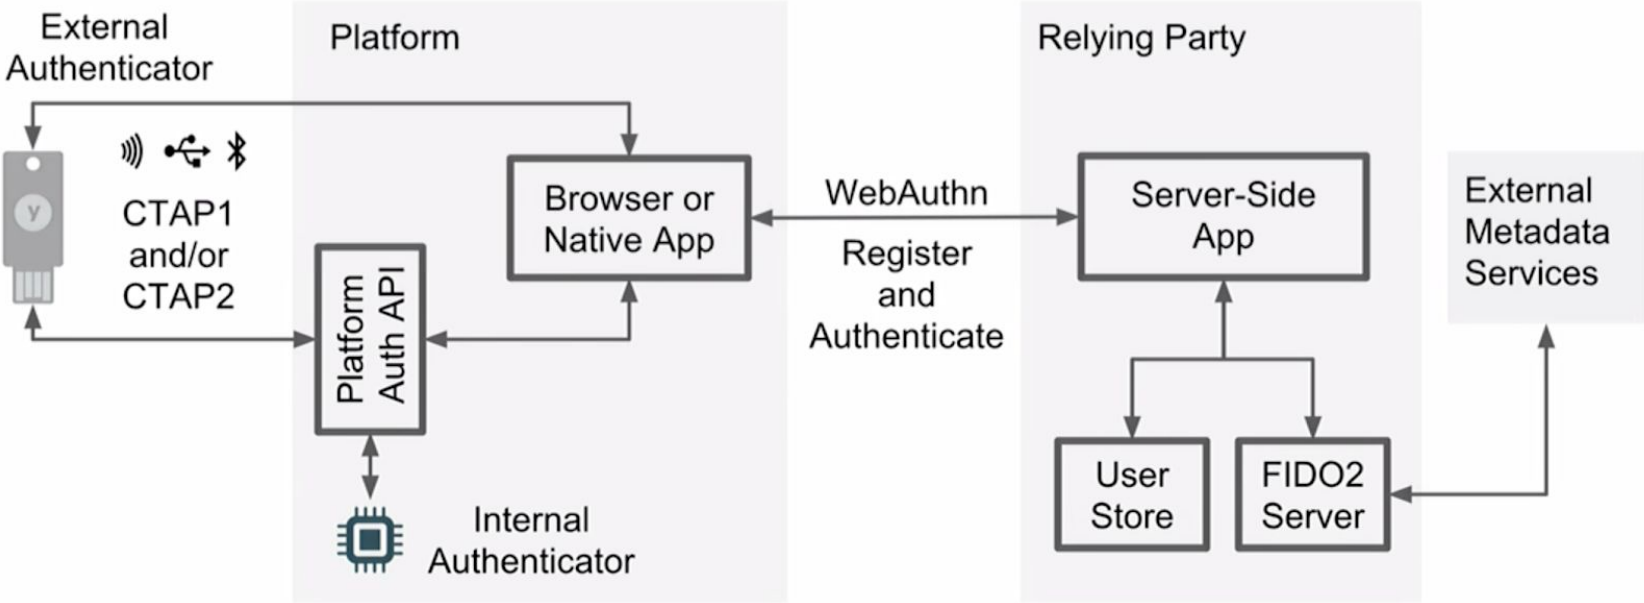 External
Authenticator
Platform
Relying Party
y
CTAP1
and/or
CTAP2
Browser or
Native App
Platform
Auth API
Internal
Authenticator
WebAuthn
Register
and
Authenticate
Server-Side
App
User
Store
FIDO2
Server
External
Metadata
Services